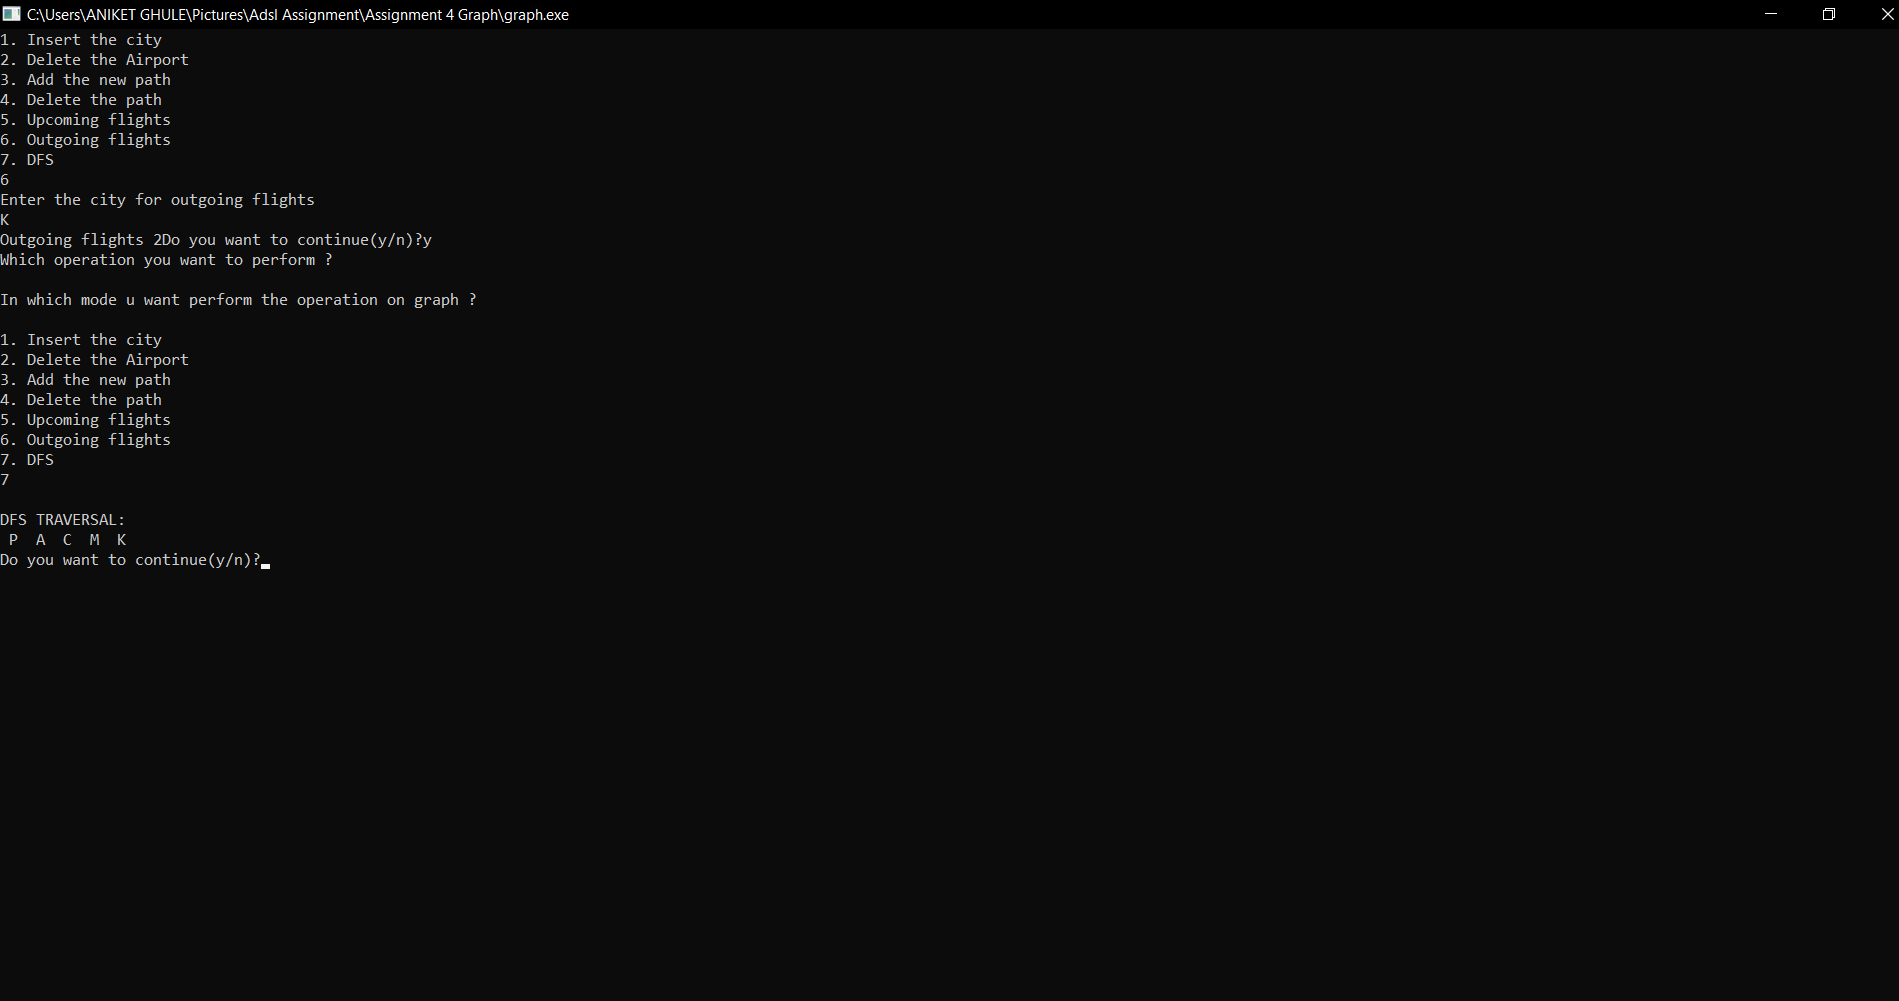 C:\Users\ANIKET GHULE\Pictures\Adsl Assignment\Assignment 4 Graph\graph.exe
1. Insert the city
2. Delete the Airport
3. Add the new path
4. Delete the path
5. Upcoming flights
6. Outgoing flights
7. DFS
6
Enter the city for outgoing flights
K
Outgoing flights 2Do you want to continue(y/n)?y
Which operation you want to perform ?
In which mode u want perform the operation on graph ?
1. Insert the city
2. Delete the Airport
3. Add the new path
4. Delete the path
5. Upcoming flights
6. Outgoing flights
7. DFS
7
DFS TRAVERSAL:
P  A  C  M  K
Do you want to continue(y/n)?